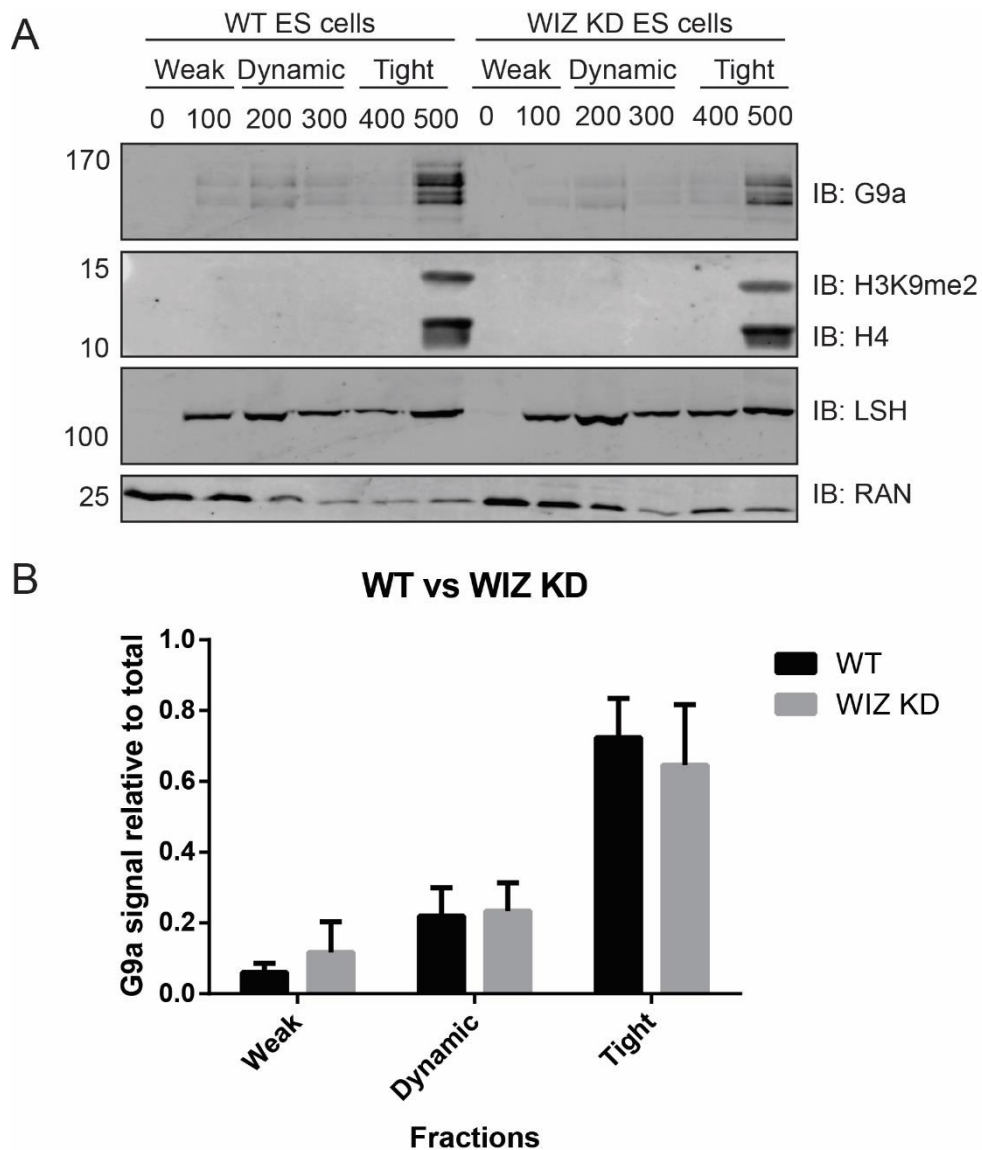 A
WT ES cells WIZ KD ES cells
Weak Dynamic Tight Weak Dynamic Tight
0 100 200 300 400 500 0 100 200 300 400 500
170
IB: G9a
15
IB: H3K9me2
10
IB: H4
IB: LSH
100
25
IB: RAN
B
WT vs WIZ KD
G9a signal relative to total
1.0
0.8
0.6
0.4
0.2
0.0
WT
WIZ KD
Weak
Dynamic
Tight
Fractions